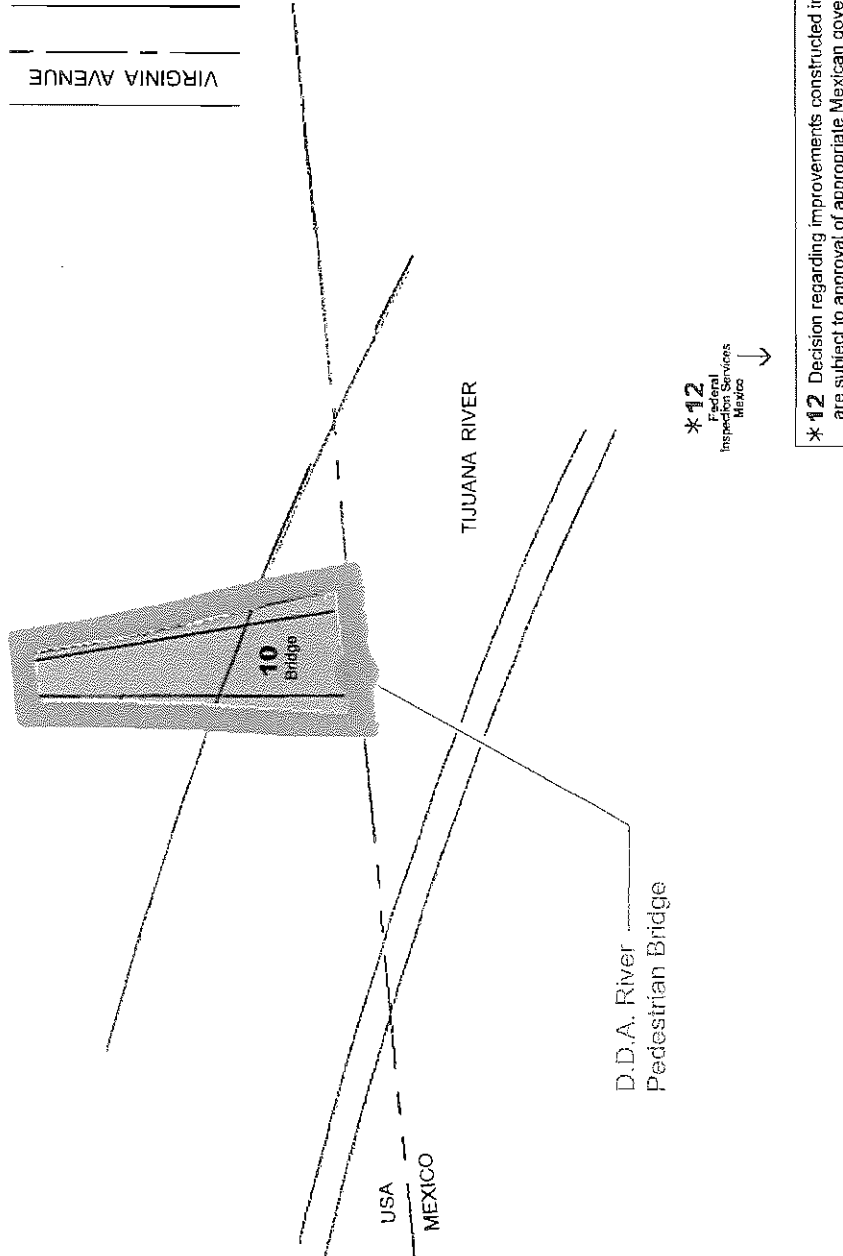 VIRGINIA AVENUE
10
Bridge
TIJUANA RIVER
*12
Federal
Inspection Services
Mexico
D.D.A. River
Pedestrian Bridge
USA
MEXICO
*12 Decision regarding improvements constructed
are subject to approval of appropriate Mexican